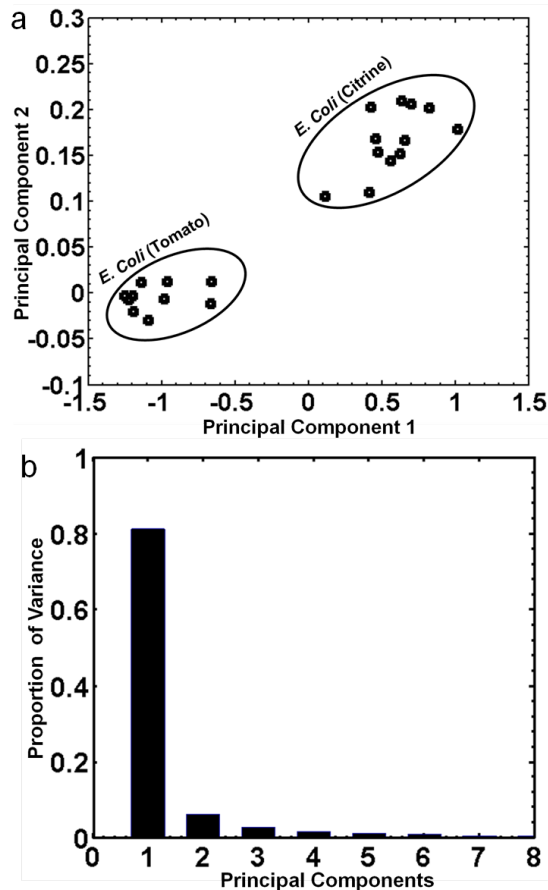 a
0.3
0.25
0.2
0.15
0.1
0.05
0
-0.05
-0.1
Principal Component 2
E. Coli (Citrine)
E. Coli (Tomato)
-1.5 -1 -0.5 0 0.5 1 1.5
Principal Component 1
b
1
0.8
0.6
0.4
0.2
0
Proportion of Variance
0 1 2 3 4 5 6 7 8
Principal Components